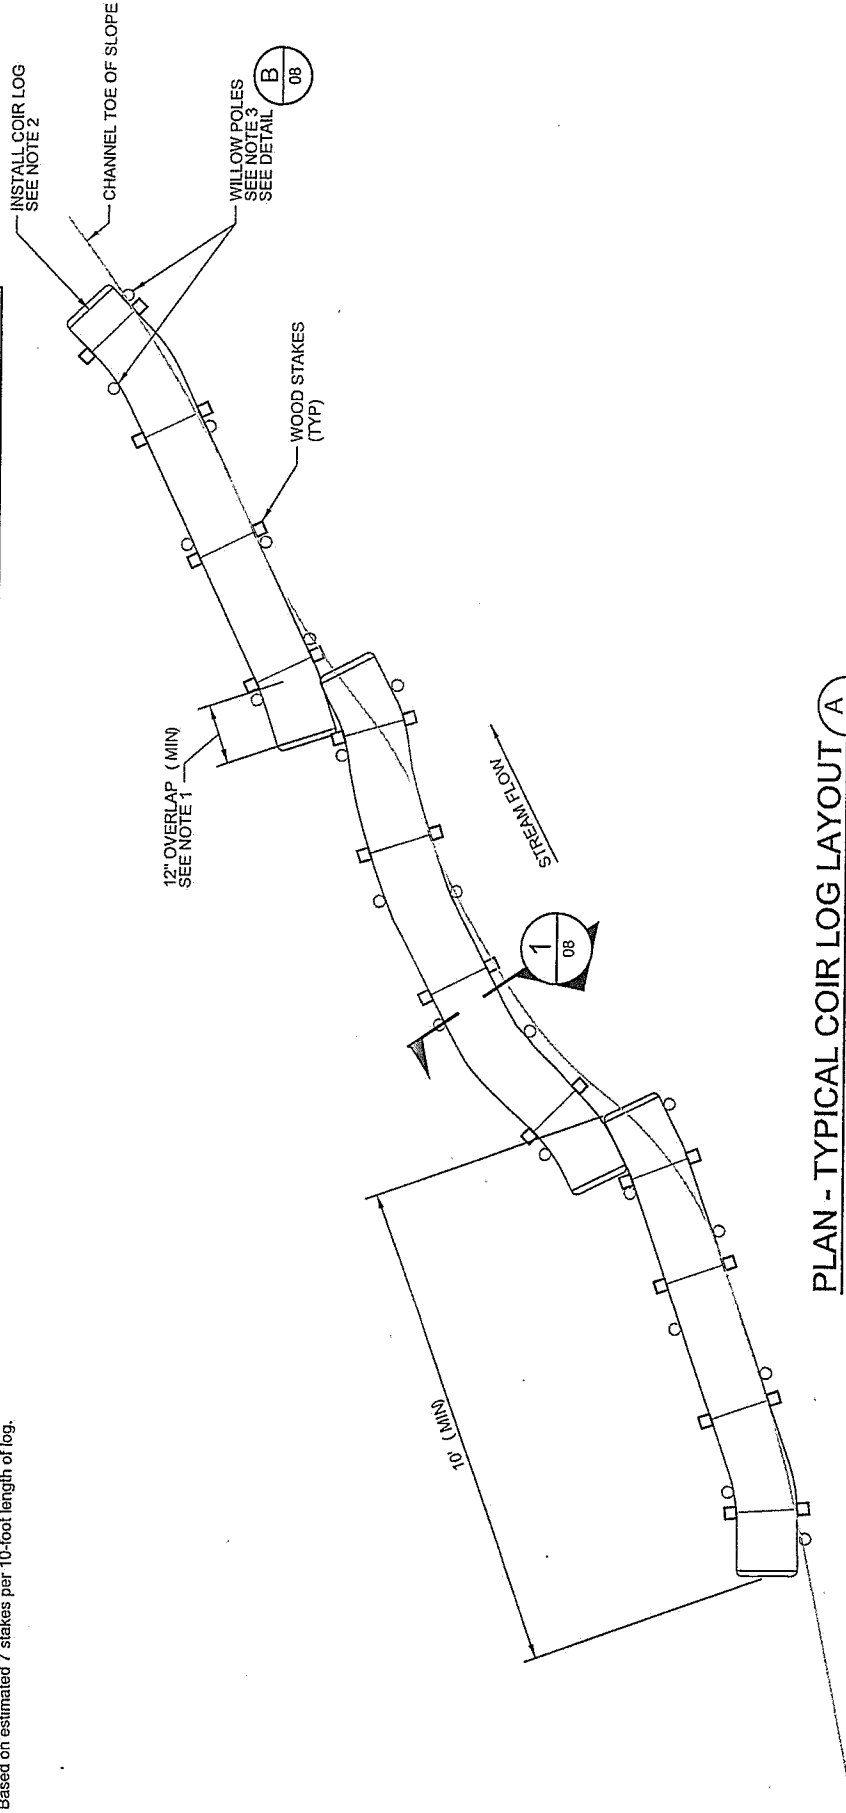 Based on estimated 7 stakes per 10-foot length of log.
INSTALL COIR LOG
SEE NOTE 2
CHANNEL TOE OF SLOPE
WILLOW POLES
SEE NOTE 3
SEE DETAIL
B
08
WOOD STAKES
(TYP)
12" OVERLAP (MIN)
SEE NOTE 1
STREAM FLOW
1
08
10' (MIN)
PLAN - TYPICAL COIR LOG LAYOUT
A